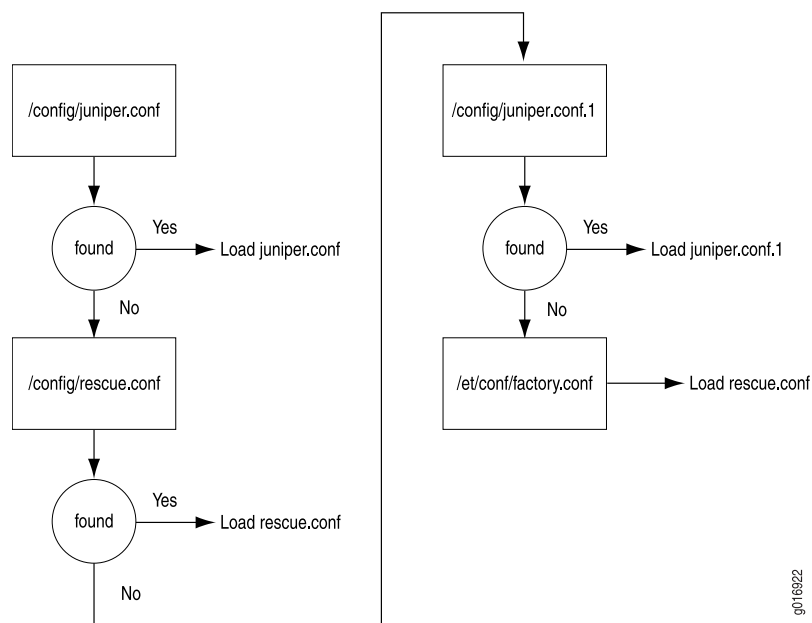 /config/juniper.conf
found
Yes
Load juniper.conf
No
/config/rescue.conf
found
Yes
Load rescue.conf
No
/config/juniper.conf.1
found
Yes
Load juniper.conf.1
No
/et/conf/factory.conf
Load rescue.conf
g016922